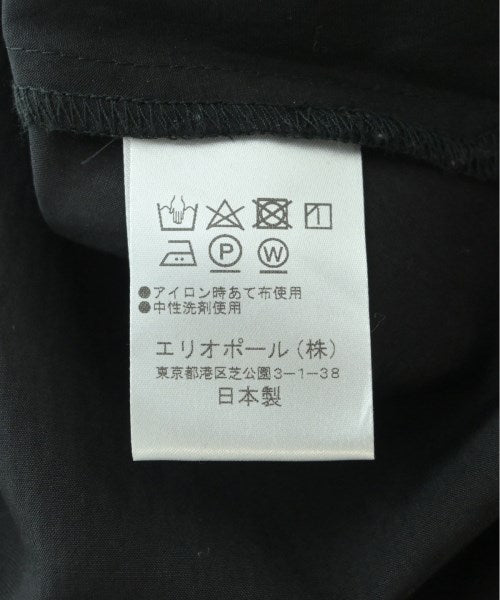 P W
●アイロン時あて布使用
●中性洗剤使用
エリオポール(株)
東京都港区芝公園3-1-38
日本製